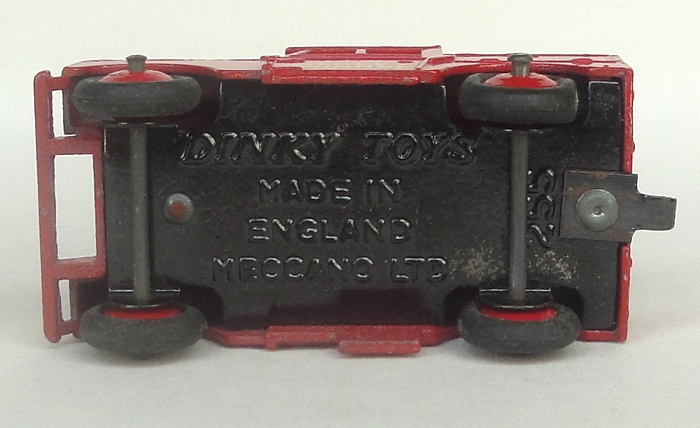 DINKY TOYS
MADE IN
ENGLAND
MECCANO LTD
255